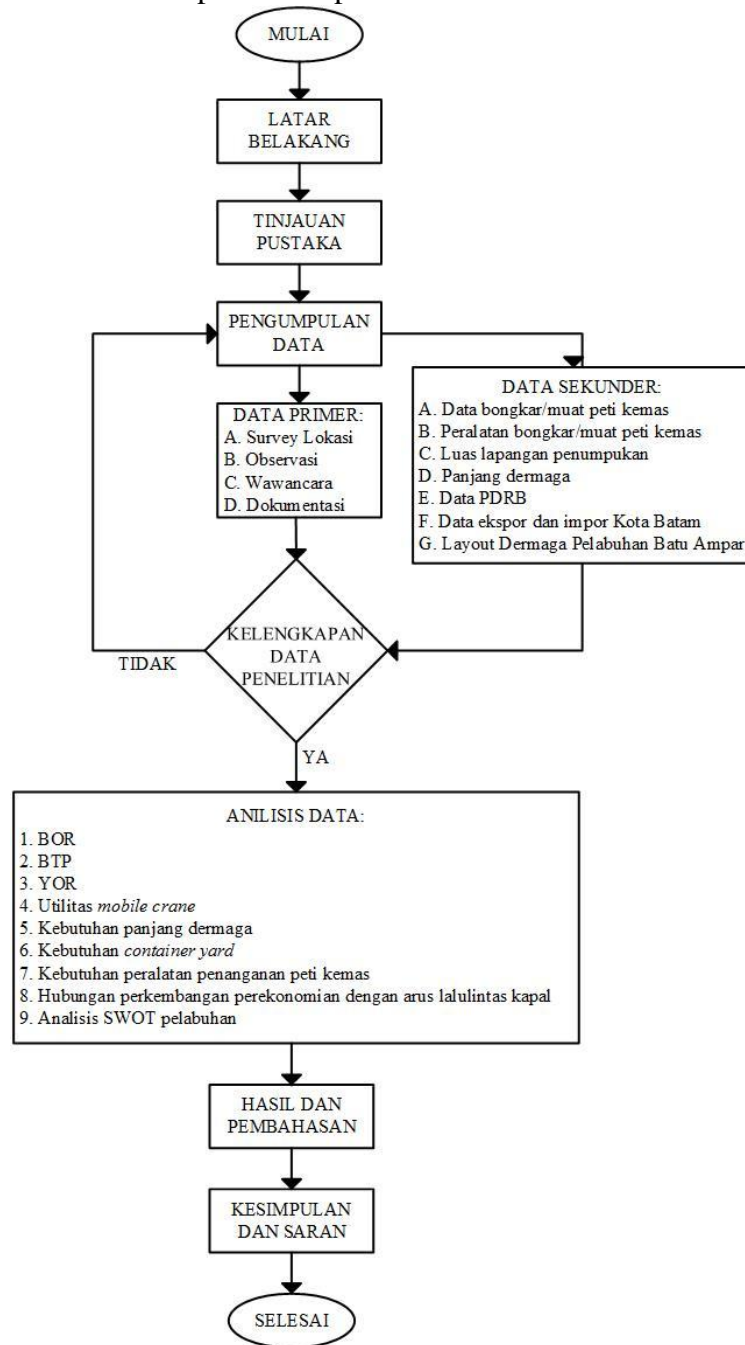 MULAI
LATAR
BELAKANG
TINJAUAN
PUSTAKA
PENGUMPULAN
DATA
DATA PRIMER:
A. Survey Lokasi
B. Observasi
C. Wawancara
D. Dokumentasi
DATA SEKUNDER:
A. Data bongkar/muat peti kemas
B. Peralatan bongkar/muat peti kemas
C. Luas lapangan penumpukan
D. Panjang dermaga
E. Data PDRB
F. Data ekspor dan impor Kota Batam
G. Layout Dermaga Pelabuhan Batu Ampar
KELENGKAPAN
DATA
PENELITIAN
TIDAK
YA
ANILISIS DATA:
1. BOR
2. BTP
3. YOR
4. Utilitas mobile crane
5. Kebutuhan panjang dermaga
6. Kebutuhan container yard
7. Kebutuhan peralatan penanganan peti kemas
8. Hubungan perkembangan perekonomian dengan arus lalulintas kapal
9. Analisis SWOT pelabuhan
HASIL DAN
PEMBAHASAN
KESIMPULAN
DAN SARAN
SELESAI